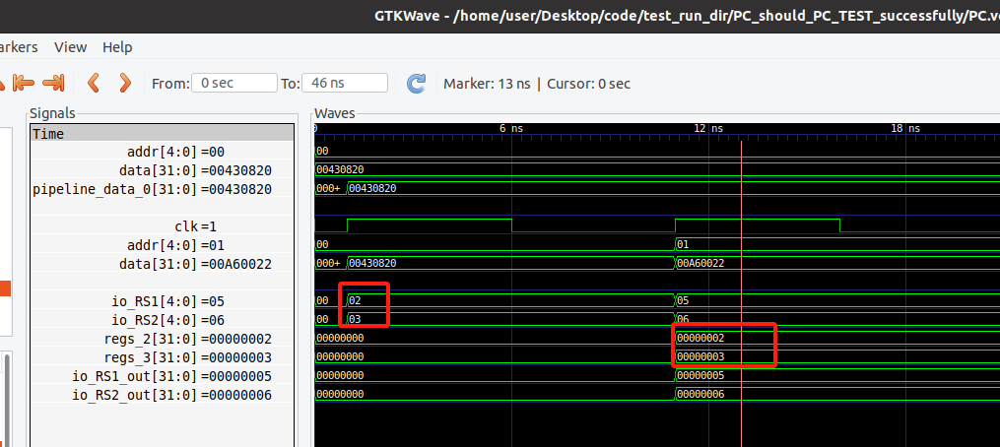 GTKWave - /home/user/Desktop/code/test_run_dir/PC_should_PC_TEST_successfully/PC.v
arkers View Help
From: 0 sec To: 46 ns Marker: 13 ns | Cursor: 0 sec
Signals
Waves
Time
0 6 ns 12 ns 18 ns
addr[4:0]=00
00
data[31:0]=00430820
00430820
pipeline_data_0[31:0]=00430820
000+ 00430820
clk=1
addr[4:0]=01
00 01
data[31:0]=00A60022
000+ 00430820 00A60022
io_RS1[4:0]=05
00 02 05
io_RS2[4:0]=06
00 03 06
regs_2[31:0]=00000002
00000000 00000002
regs_3[31:0]=00000003
00000000 00000003
io_RS1_out[31:0]=00000005
00000000 00000005
io_RS2_out[31:0]=00000006
00000000 00000006